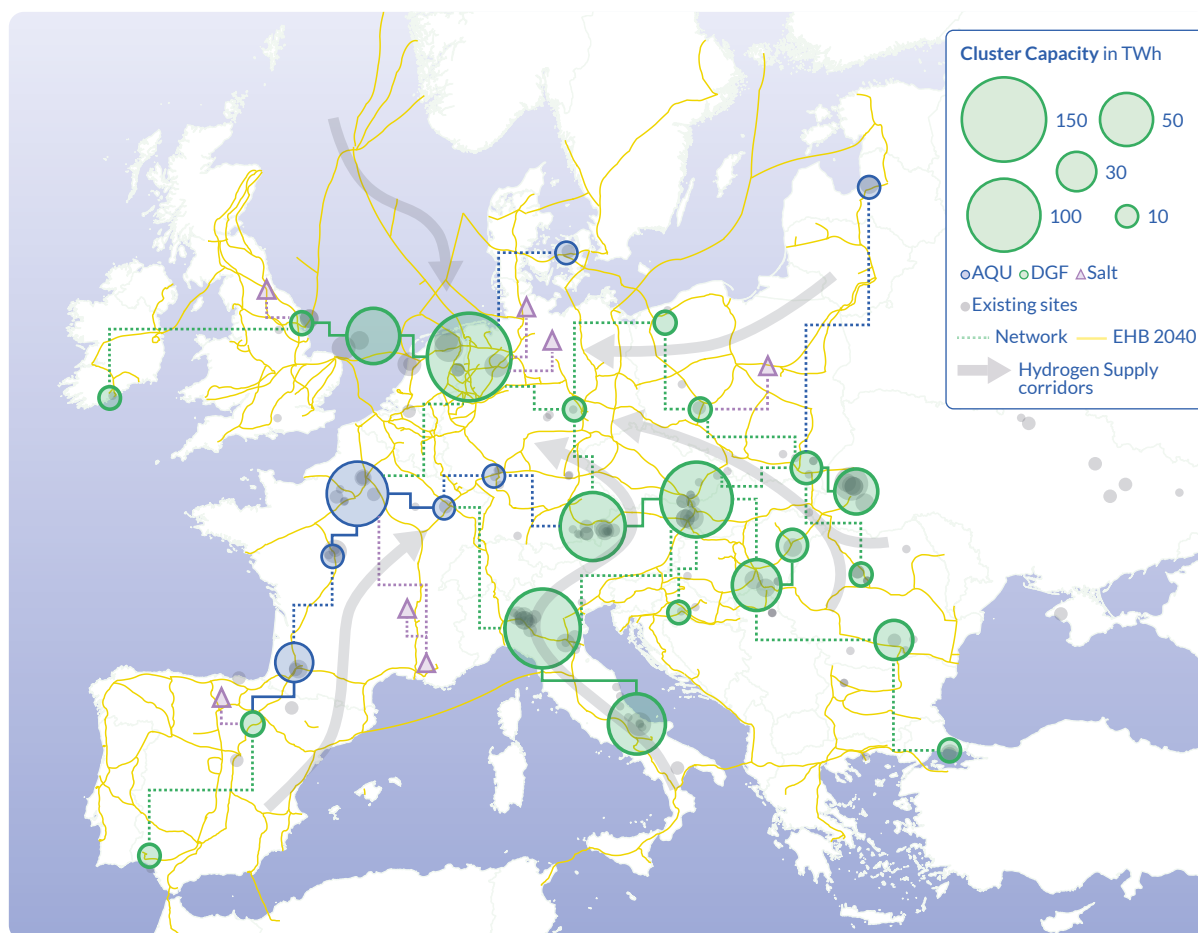 Cluster Capacity in TWh
150
50
30
100
10
AQU DGF Salt
Existing sites
Network EHB 2040
Hydrogen Supply
corridors